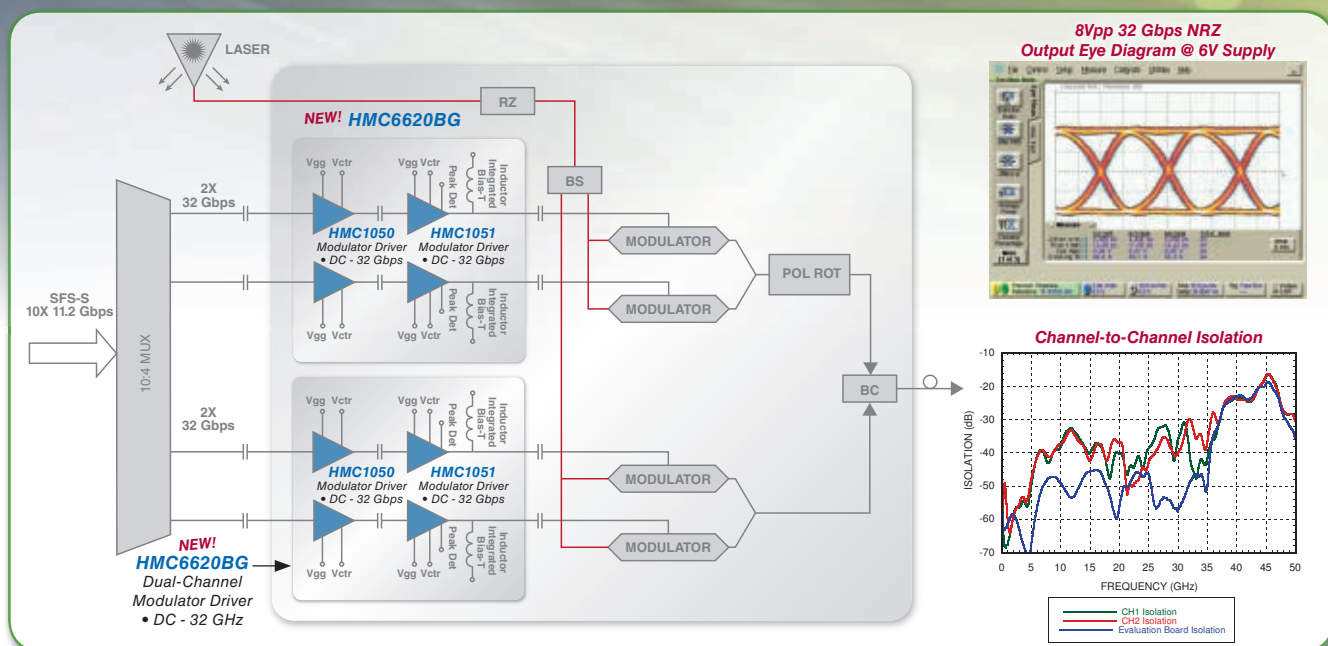 LASER
RZ
NEW! HMC6620BG
Vgg Vctr
Vgg Vctr
Peak Det
Inductor
Integrated
Bias-T
2X
32 Gbps
HMC1050
Modulator Driver
• DC - 32 Gbps
HMC1051
Modulator Driver
• DC - 32 Gbps
Vgg Vctr
Vgg Vctr
Peak Det
Inductor
Integrated
Bias-T
BS
MODULATOR
MODULATOR
POL ROT
SFS-S
10X 11.2 Gbps
10:4 MUX
BC
2X
32 Gbps
Vgg Vctr
Vgg Vctr
Peak Det
Inductor
Integrated
Bias-T
HMC1050
Modulator Driver
• DC - 32 Gbps
HMC1051
Modulator Driver
• DC - 32 Gbps
Vgg Vctr
Vgg Vctr
Peak Det
Inductor
Integrated
Bias-T
MODULATOR
MODULATOR
NEW!
HMC6620BG
Dual-Channel
Modulator Driver
• DC - 32 GHz
8Vpp 32 Gbps NRZ
Output Eye Diagram @ 6V Supply
File Control Setup Measure Calibrate Utilities Help
Channel-to-Channel Isolation
ISOLATION (dB)
-10
-20
-30
-40
-50
-60
-70
0 5 10 15 20 25 30 35 40 45 50
FREQUENCY (GHz)
CH1 Isolation
CH2 Isolation
Evaluation Board Isolation